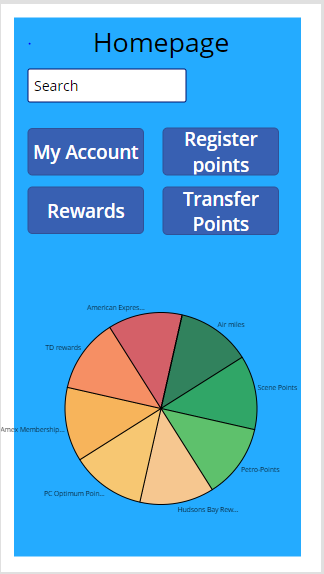 Homepage
Search
My Account
Register
points
Rewards
Transfer
Points
American Expres...
Air miles
TD rewards
Scene Points
Amex Membership...
Petro-Points
PC Optimum Poin...
Hudsons Bay Rew...